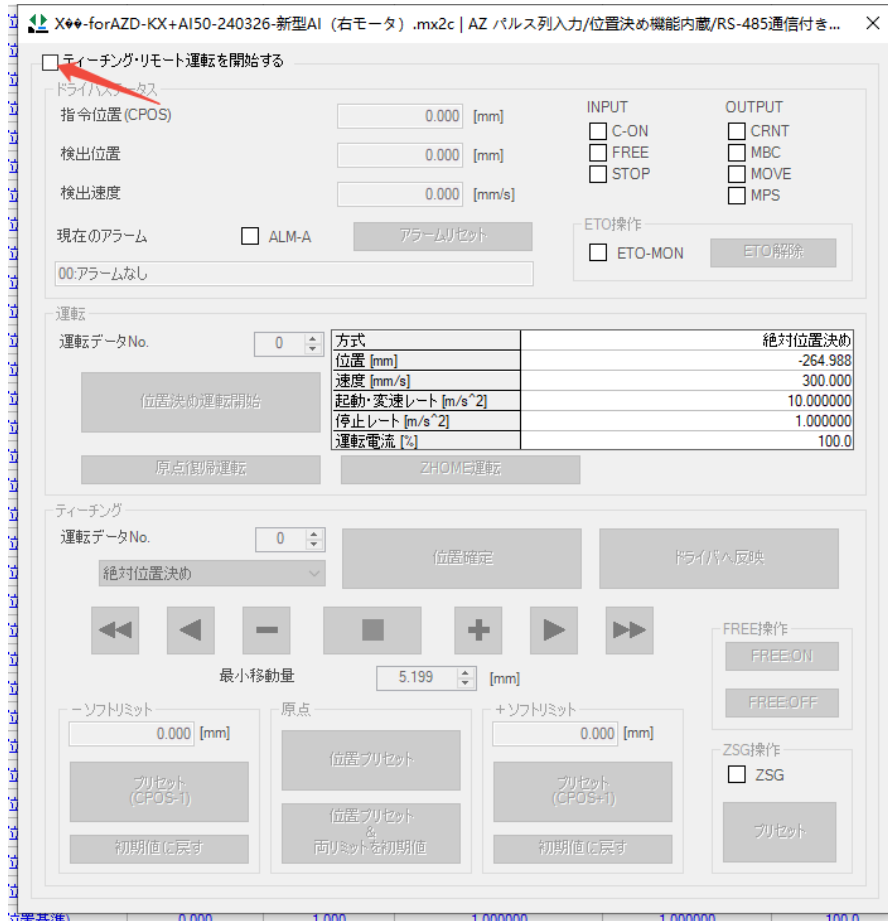 X��-forAZD-KX+AI50-240326-新型AI（右モータ）.mx2c | AZ パルス列入力/位置決め機能内蔵/RS-485通信付き...
ティーチング・リモート運転を開始する
ドライバステータス
指令位置(CPOS) 0.000 [mm]
検出位置 0.000 [mm]
検出速度 0.000 [mm/s]
INPUT
C-ON
FREE
STOP
OUTPUT
CRNT
MBC
MOVE
MPS
現在のアラーム ALM-A アラームリセット
00:アラームなし
ETO操作
ETO-MON ETO解除
運転
運転データNo. 0
位置決め運転開始
方式 絶対位置決め
位置 [mm] -264.988
速度 [mm/s] 300.000
起動・変速レート [m/s^2] 10.000000
停止レート [m/s^2] 1.000000
運転電流 [%] 100.0
原点復帰運転 ZHOME運転
ティーチング
運転データNo. 0
絶対位置決め
位置確定
ドライバへ反映
最小移動量 5.199 [mm]
FREE操作
FREE:ON
FREE:OFF
－ソフトリミット
0.000 [mm]
プリセット
(CPOS-1)
初期値に戻す
原点
位置プリセット
位置プリセット
&
両リミットを初期値
＋ソフトリミット
0.000 [mm]
プリセット
(CPOS+1)
初期値に戻す
ZSG操作
ZSG
プリセット
位置基準) 0.000 1.000 1.000000 1.000000 100.0